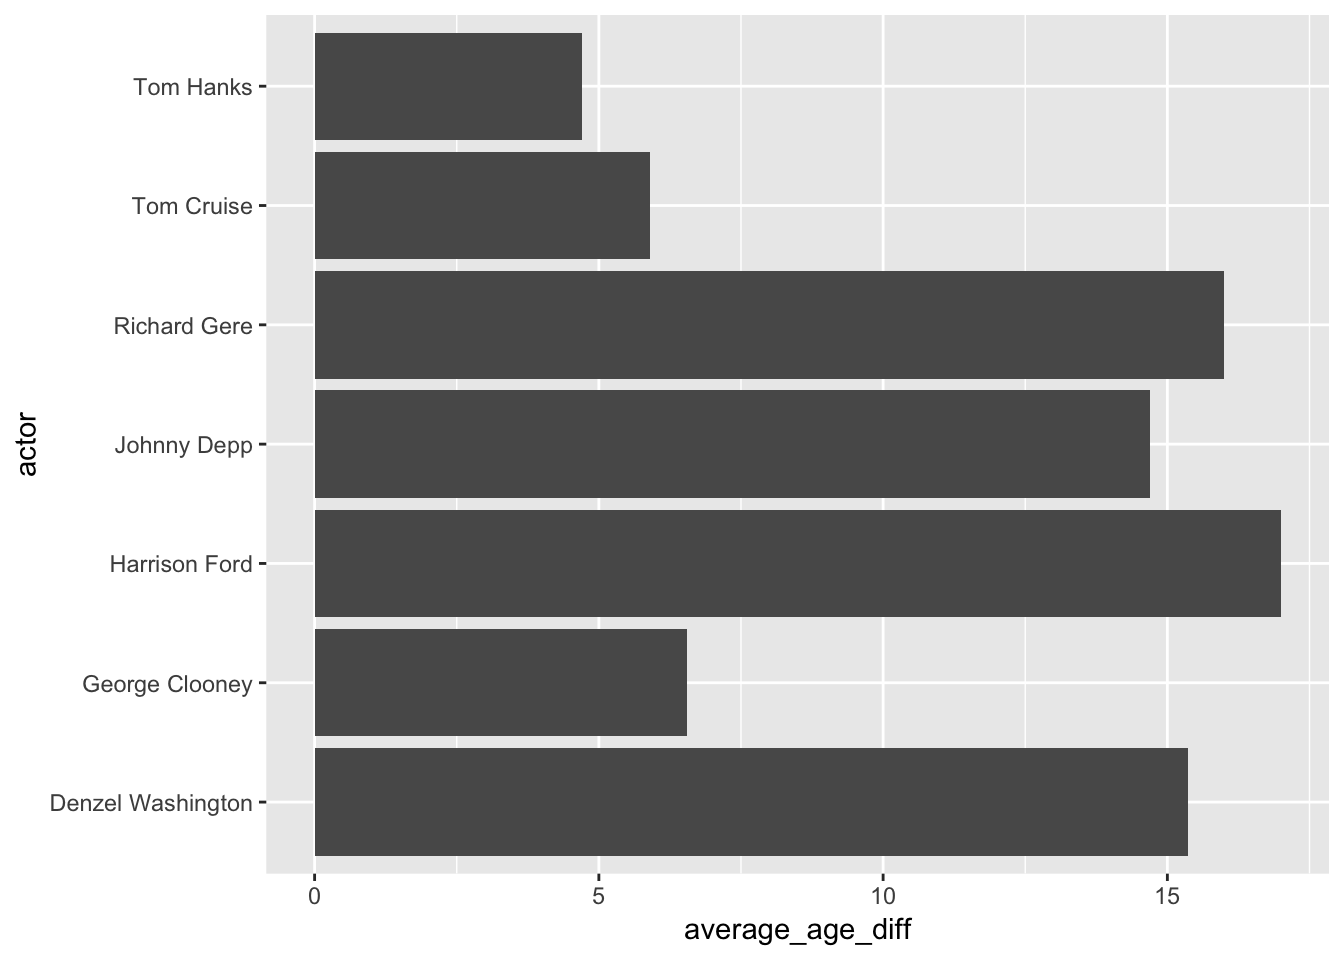 Tom Hanks
Tom Cruise
Richard Gere
Johnny Depp
Harrison Ford
George Clooney
Denzel Washington
actor
0 5 10 15
average_age_diff